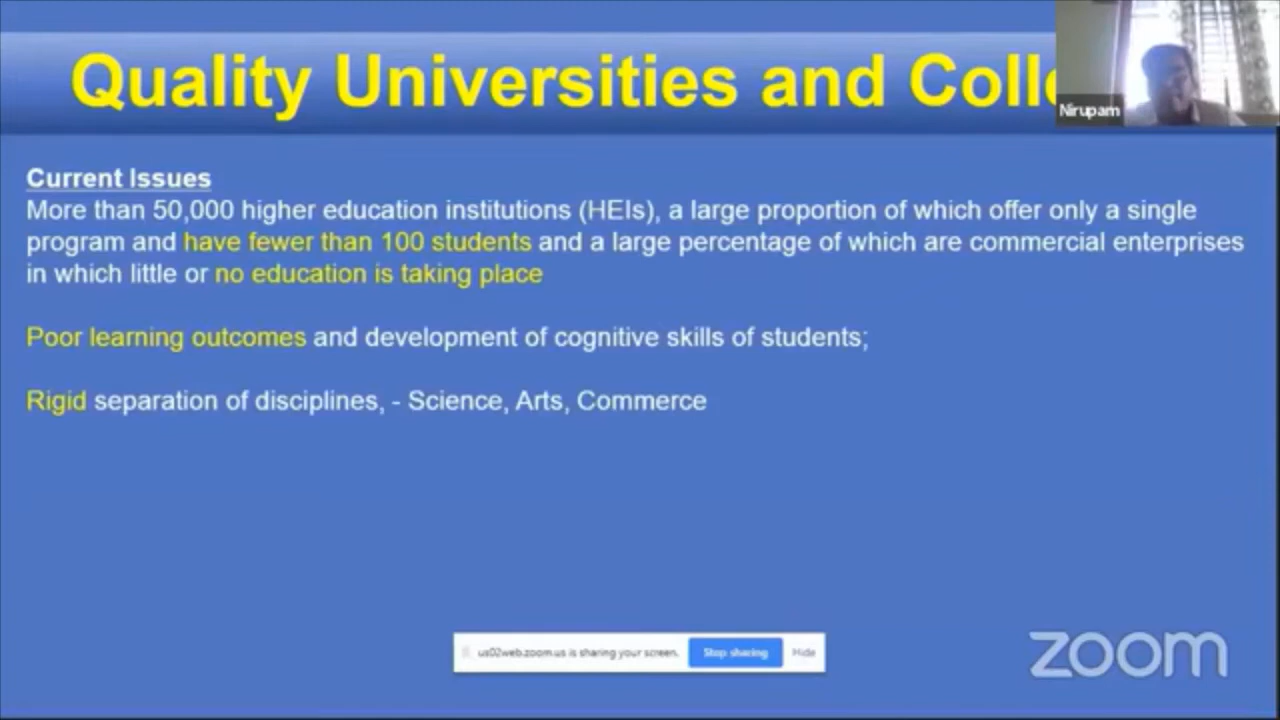 Quality Universities and Colle
Nirupam
Current Issues
More than 50,000 higher education institutions (HEIs), a large proportion of which offer only a single
program and have fewer than 100 students and a large percentage of which are commercial enterprises
in which little or no education is taking place
Poor learning outcomes and development of cognitive skills of students;
Rigid separation of disciplines, - Science, Arts, Commerce
us02web.zoom.us is sharing your screen. Stop sharing Hide
zoom